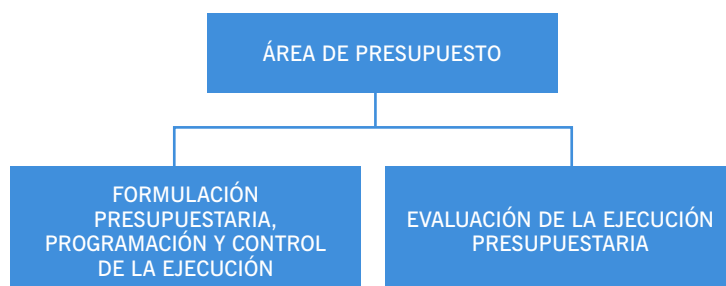 ÁREA DE PRESUPUESTO
FORMULACIÓN
PRESUPUESTARIA,
PROGRAMACIÓN Y CONTROL
DE LA EJECUCIÓN
EVALUACIÓN DE LA EJECUCIÓN
PRESUPUESTARIA